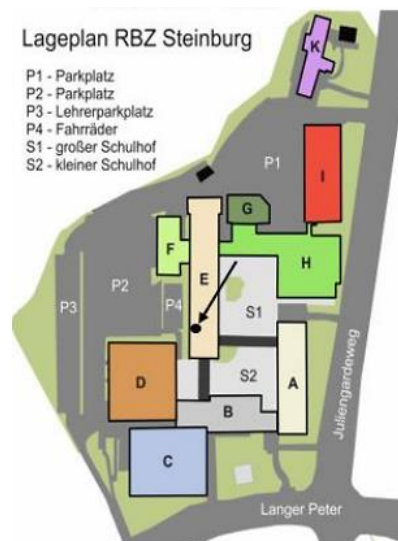 Lageplan RBZ Steinburg
P1 - Parkplatz
P2 - Parkplatz
P3 - Lehrerparkplatz
P4 - Fahrräder
S1 - großer Schulhof
S2 - kleiner Schulhof
K
P1
I
G
F
E
H
P3
P2
P4
S1
D
S2
A
B
C
Juliengardeweg
Langer Peter